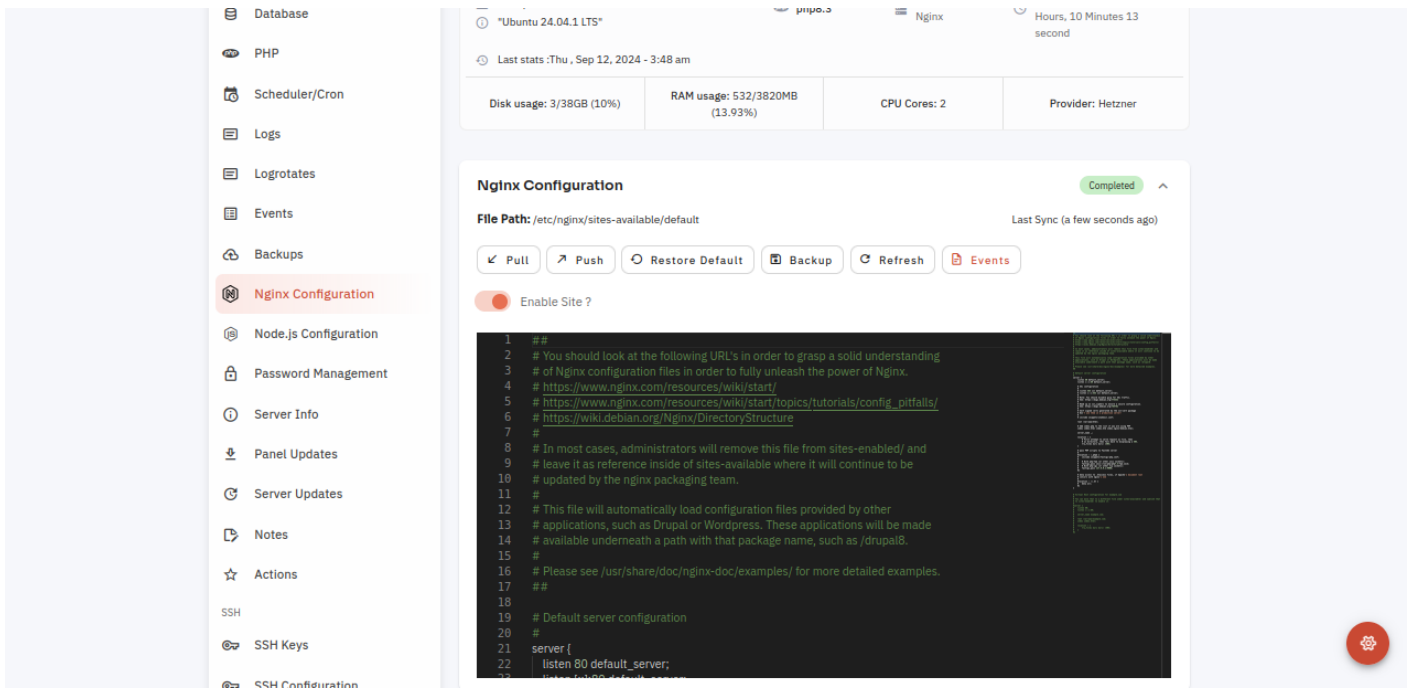 Database
PHP
Scheduler/Cron
Logs
Logrotates
Events
Backups
Nginx Configuration
Node.js Configuration
Password Management
Server Info
Panel Updates
Server Updates
Notes
Actions
SSH
SSH Keys
SSH Configuration
"Ubuntu 24.04.1 LTS"
php8.3
Nginx
Hours, 10 Minutes 13
second
Last stats :Thu , Sep 12, 2024 - 3:48 am
Disk usage: 3/38GB (10%)
RAM usage: 532/3820MB
(13.93%)
CPU Cores: 2
Provider: Hetzner
Nginx Configuration
Completed
File Path: /etc/nginx/sites-available/default
Last Sync (a few seconds ago)
Pull
Push
Restore Default
Backup
Refresh
Events
Enable Site ?
1 ##
2 # You should look at the following URL's in order to grasp a solid understanding
3 # of Nginx configuration files in order to fully unleash the power of Nginx.
4 # https://www.nginx.com/resources/wiki/start/
5 # https://www.nginx.com/resources/wiki/start/topics/tutorials/config_pitfalls/
6 # https://wiki.debian.org/Nginx/DirectoryStructure
7 #
8 # In most cases, administrators will remove this file from sites-enabled/ and
9 # leave it as reference inside of sites-available where it will continue to be
10 # updated by the nginx packaging team.
11 #
12 # This file will automatically load configuration files provided by other
13 # applications, such as Drupal or Wordpress. These applications will be made
14 # available underneath a path with that package name, such as /drupal8.
15 #
16 # Please see /usr/share/doc/nginx-doc/examples/ for more detailed examples.
17 ##
18
19 # Default server configuration
20 #
21 server {
22 listen 80 default_server;
23 listen [::]:80 default_server;